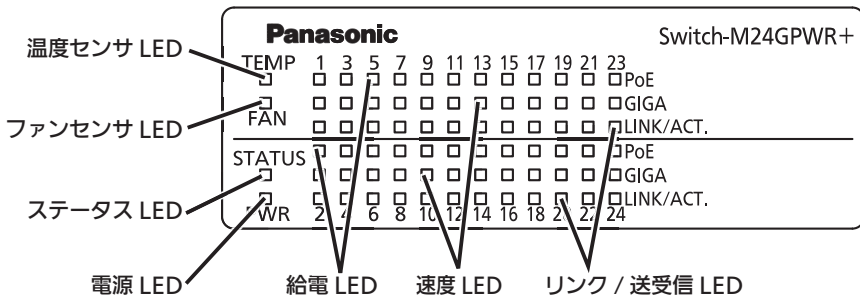 Panasonic
Switch-M24GPWR+
温度センサ LED
TEMP 1 3 5 7 9 11 13 15 17 19 21 23
PoE
GIGA
ファンセンサ LED
FAN
LINK/ACT.
STATUS
PoE
GIGA
ステータス LED
LINK/ACT.
PWR 2 4 6 8 10 12 14 16 18 20 22 24
電源 LED
給電 LED
速度 LED
リンク / 送受信 LED